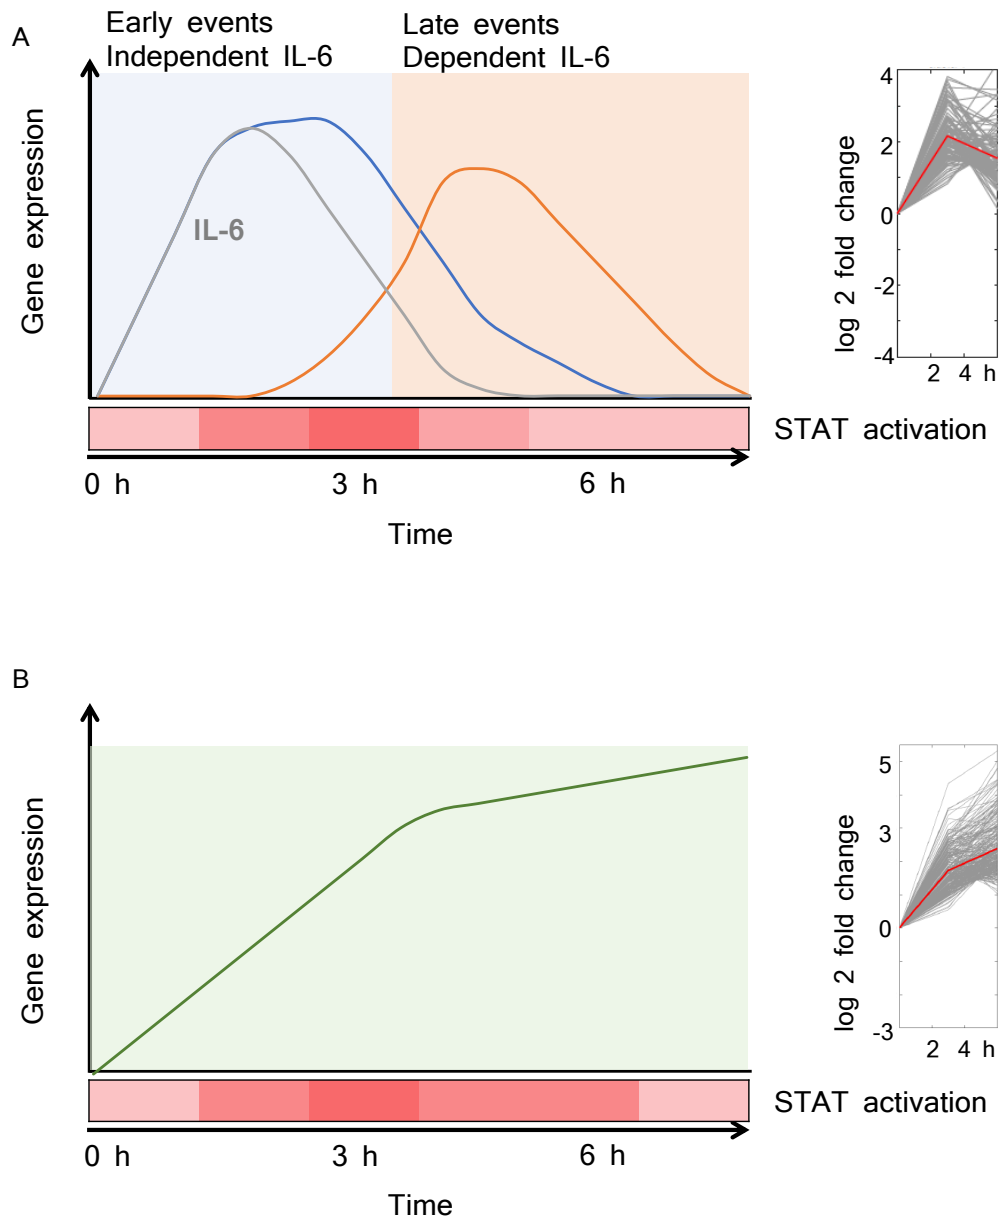 A
Early events
Independent IL-6
Late events
Dependent IL-6
Gene expression
IL-6
STAT activation
0 h
3 h
6 h
Time
log 2 fold change
4
2
0
-2
-4
2 4 h
B
Gene expression
STAT activation
0 h
3 h
6 h
Time
log 2 fold change
5
3
0
-3
2 4 h